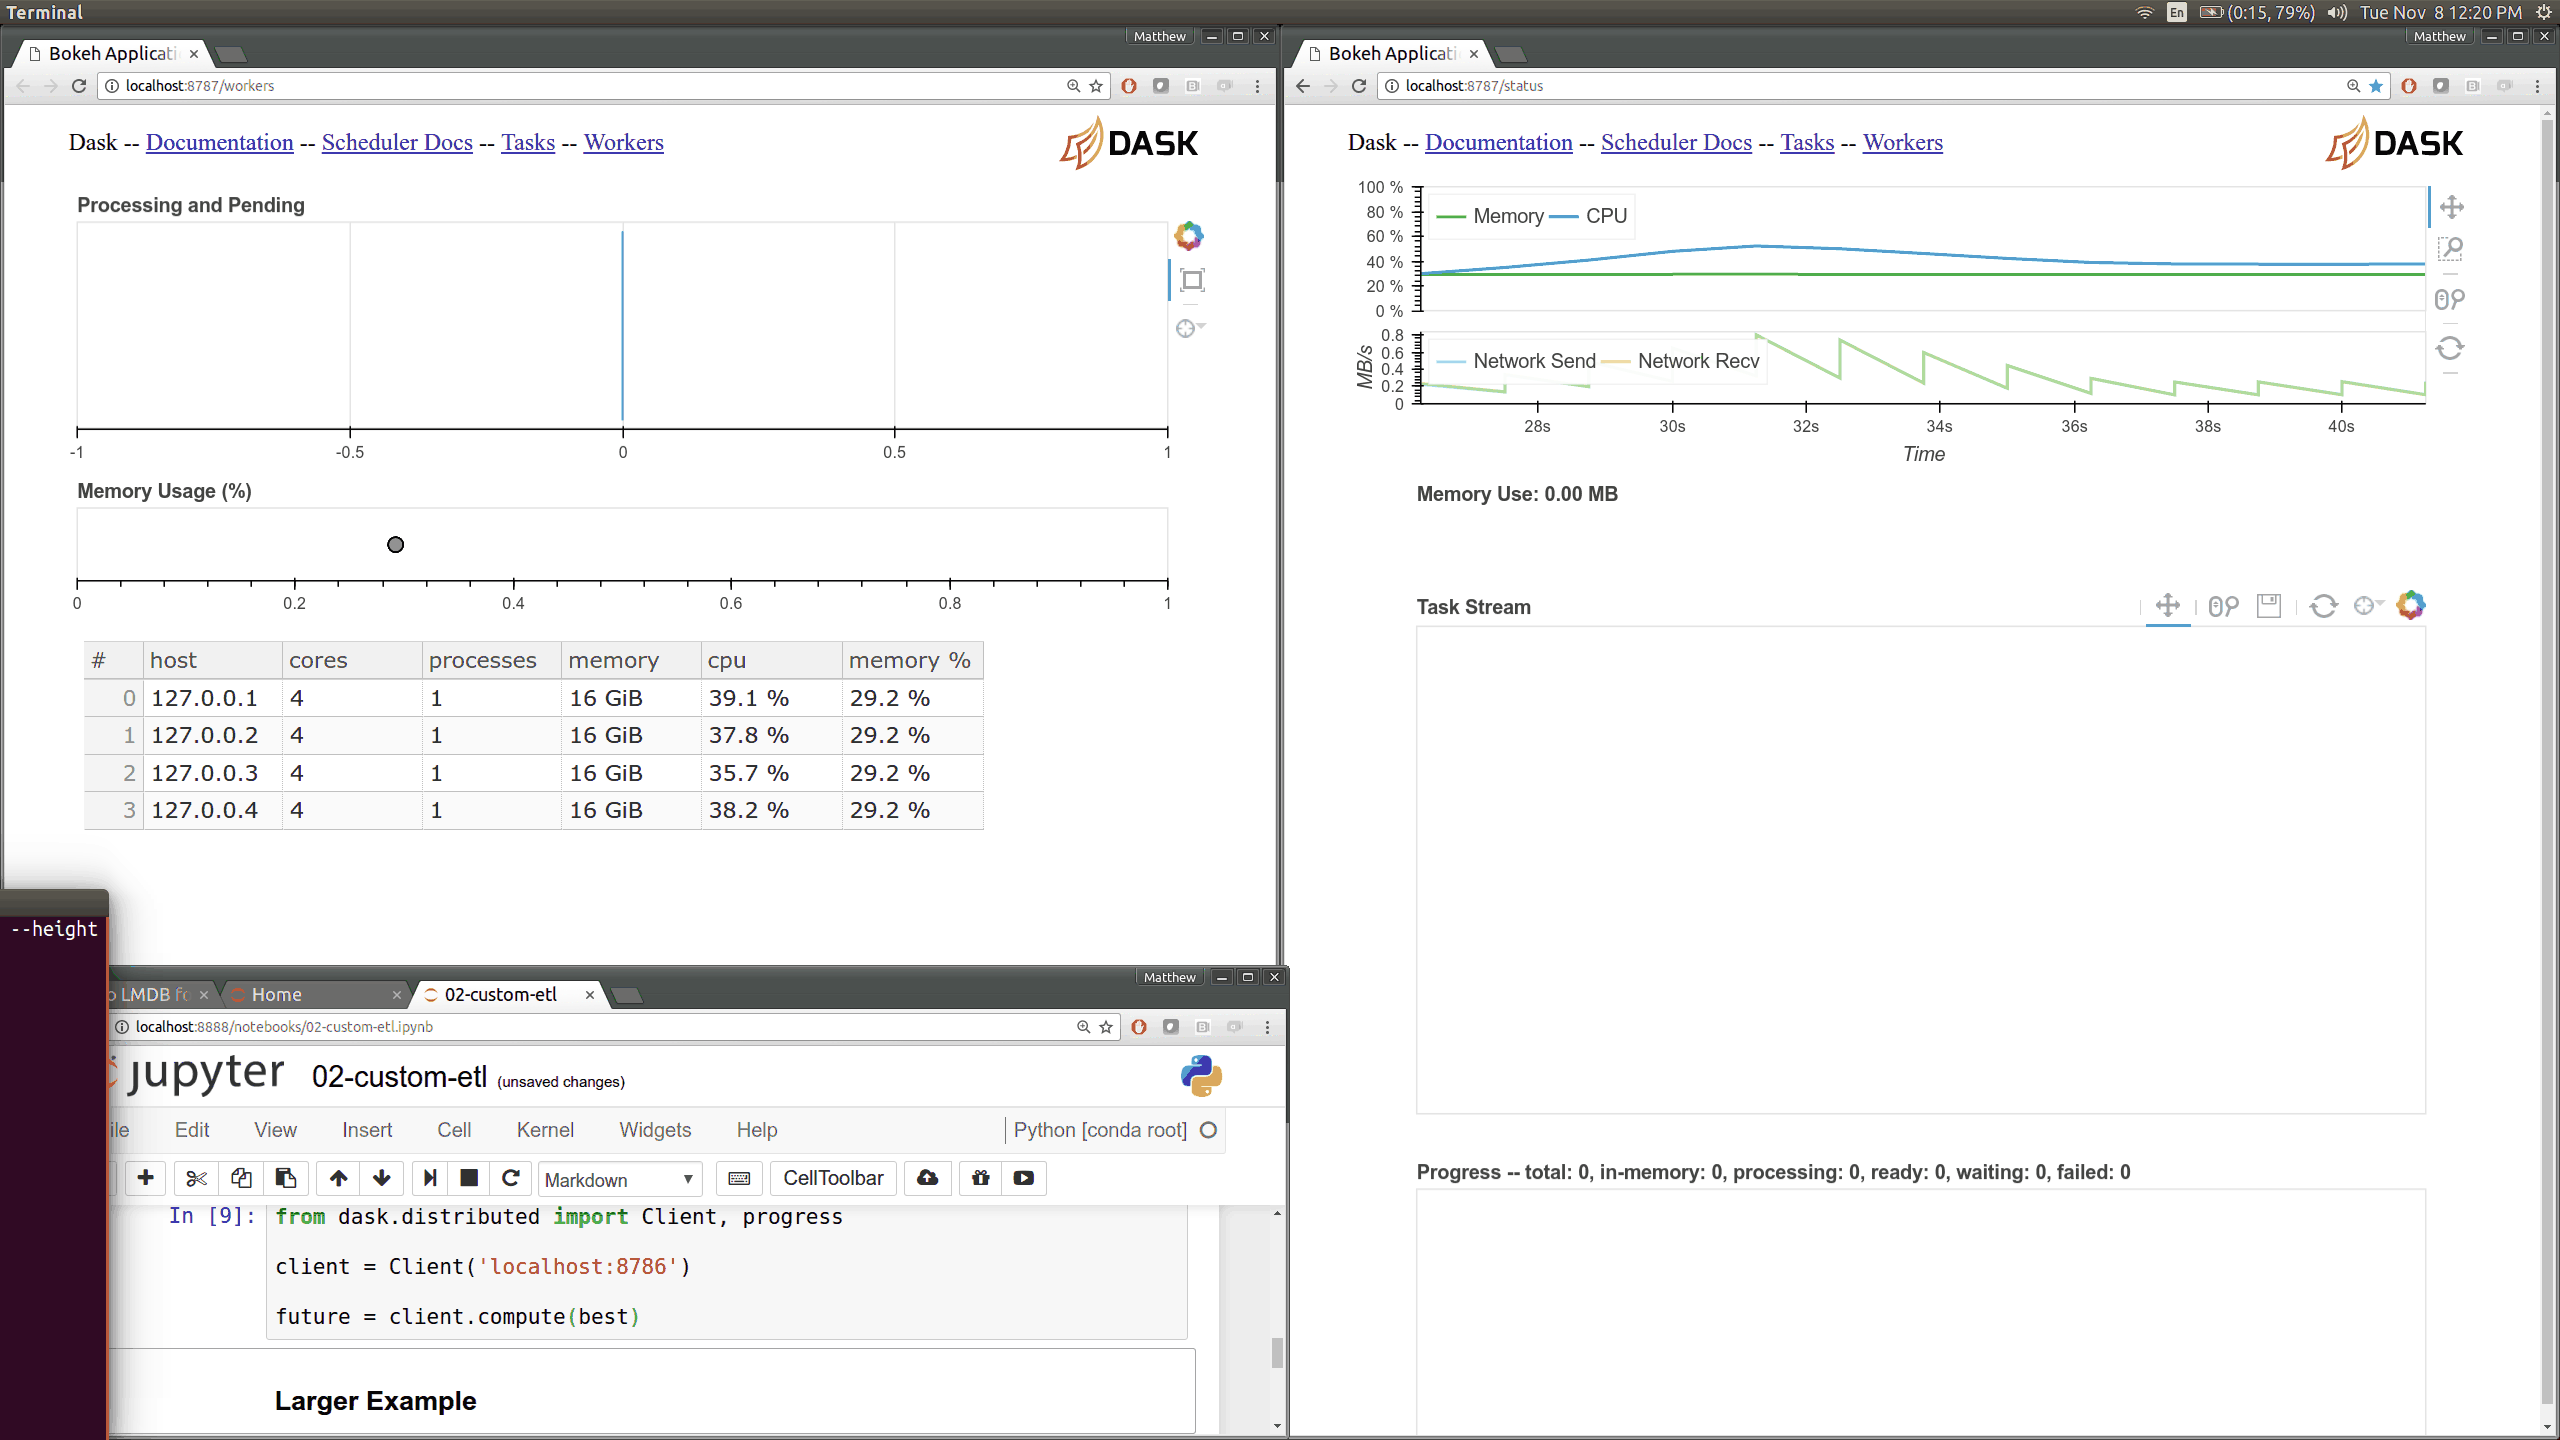 Terminal
En (0:15, 79%) Tue Nov 8 12:20 PM
Matthew
Bokeh Applicati
localhost:8787/workers
Dask -- Documentation -- Scheduler Docs -- Tasks -- Workers
DASK
Processing and Pending
-1 -0.5 0 0.5 1
Memory Usage (%)
0 0.2 0.4 0.6 0.8 1
# host cores processes memory cpu memory %
0 127.0.0.1 4 1 16 GiB 39.1 % 29.2 %
1 127.0.0.2 4 1 16 GiB 37.8 % 29.2 %
2 127.0.0.3 4 1 16 GiB 35.7 % 29.2 %
3 127.0.0.4 4 1 16 GiB 38.2 % 29.2 %
--height
Matthew
o LMDB fo Home 02-custom-etl
localhost:8888/notebooks/02-custom-etl.ipynb
jupyter 02-custom-etl (unsaved changes)
ile Edit View Insert Cell Kernel Widgets Help Python [conda root]
Markdown CellToolbar
In [9]: from dask.distributed import Client, progress
client = Client('localhost:8786')
future = client.compute(best)
Larger Example
Matthew
Bokeh Applicati
localhost:8787/status
Dask -- Documentation -- Scheduler Docs -- Tasks -- Workers
DASK
100 %
80 %
60 %
40 %
20 %
0 %
Memory CPU
MB/s
0.8
0.6
0.4
0.2
0
Network Send Network Recv
28s 30s 32s 34s 36s 38s 40s
Time
Memory Use: 0.00 MB
Task Stream
Progress -- total: 0, in-memory: 0, processing: 0, ready: 0, waiting: 0, failed: 0